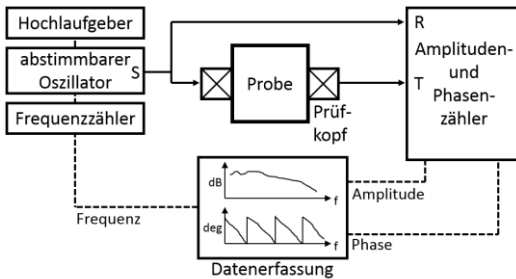 Hochlaufgeber
abstimmbarer
Oszillator
S
Frequenzzähler
Probe
Prüf-
kopf
R
Amplituden-
und
T
Phasen-
zähler
dB
f
deg
f
Frequenz
Amplitude
Phase
Datenerfassung